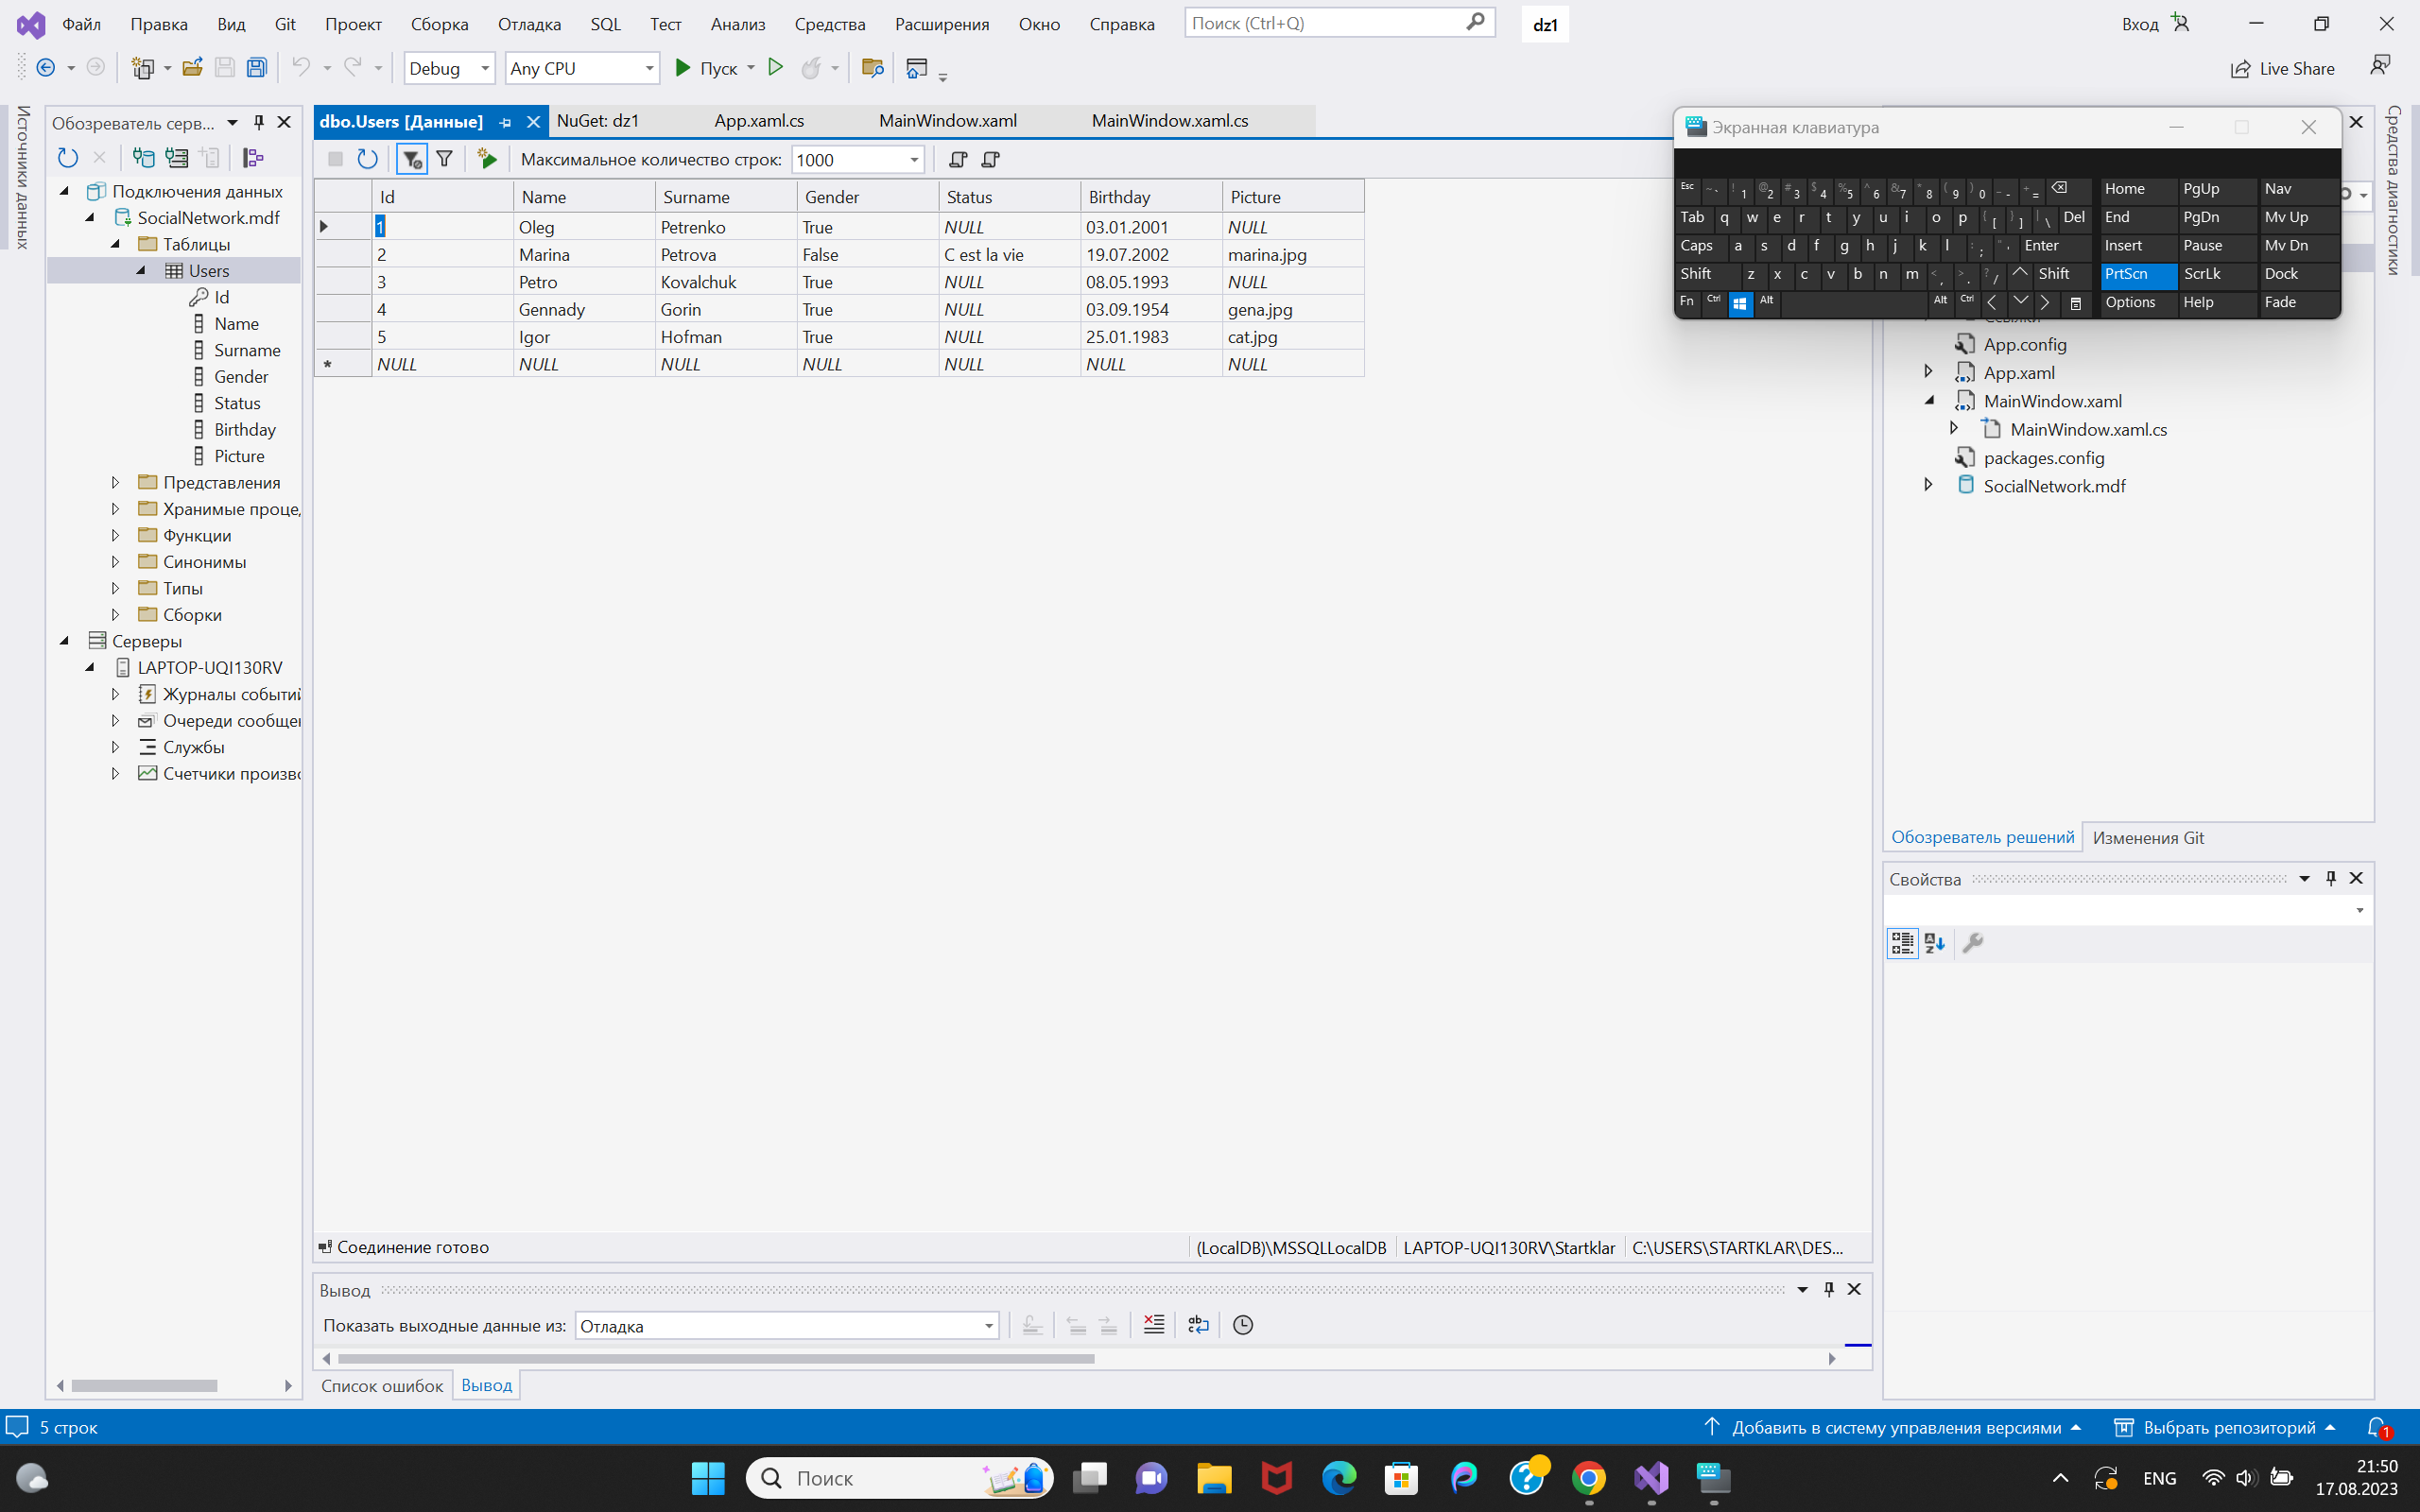 Файл Правка Вид Git Проект Сборка Отладка SQL Тест Анализ Средства Расширения Окно Справка Поиск (Ctrl+Q) dz1 Вход
Debug Any CPU Пуск Live Share
Источники данных
Обозреватель серв...
Подключения данных
SocialNetwork.mdf
Таблицы
Users
Id
Name
Surname
Gender
Status
Birthday
Picture
Представления
Хранимые проце
Функции
Синонимы
Типы
Сборки
Серверы
LAPTOP-UQI130RV
Журналы событи
Очереди сообще
Службы
Счетчики произв
dbo.Users [Данные] NuGet: dz1 App.xaml.cs MainWindow.xaml MainWindow.xaml.cs
Максимальное количество строк: 1000
Id Name Surname Gender Status Birthday Picture
1 Oleg Petrenko True NULL 03.01.2001 NULL
2 Marina Petrova False C est la vie 19.07.2002 marina.jpg
3 Petro Kovalchuk True NULL 08.05.1993 NULL
4 Gennady Gorin True NULL 03.09.1954 gena.jpg
5 Igor Hofman True NULL 25.01.1983 cat.jpg
* NULL NULL NULL NULL NULL NULL NULL
Соединение готово (LocalDB)\MSSQLLocalDB LAPTOP-UQI130RV\Startklar C:\USERS\STARTKLAR\DES...
Вывод
Показать выходные данные из: Отладка
Список ошибок Вывод
Экранная клавиатура
Esc ~ ` ! 1 @ 2 # 3 $ 4 % 5 ^ 6 & 7 * 8 ( 9 ) 0 _ - + = Home PgUp Nav
Tab q w e r t y u i o p { [ } ] | \ Del End PgDn Mv Up
Caps a s d f g h j k l : ; " ' Enter Insert Pause Mv Dn
Shift z x c v b n m < , > . ? / Shift PrtScn ScrLk Dock
Fn Ctrl Alt Alt Ctrl Options Help Fade
App.config
App.xaml
MainWindow.xaml
MainWindow.xaml.cs
packages.config
SocialNetwork.mdf
Обозреватель решений Изменения Git
Свойства
Средства диагностики
5 строк Добавить в систему управления версиями Выбрать репозиторий 1
Поиск ENG 21:50
17.08.2023